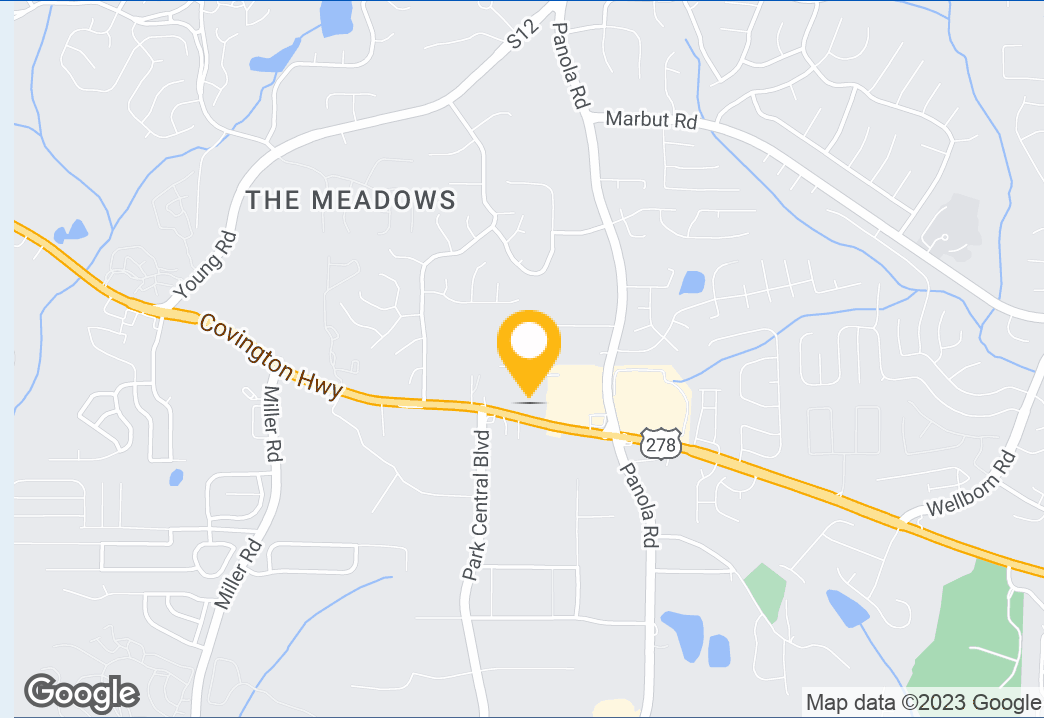 S12
Panola Rd
Marbut Rd
THE MEADOWS
Young Rd
Covington Hwy
Miller Rd
278
Park Central Blvd
Panola Rd
Wellborn Rd
Miller Rd
Google
Map data ©2023 Google